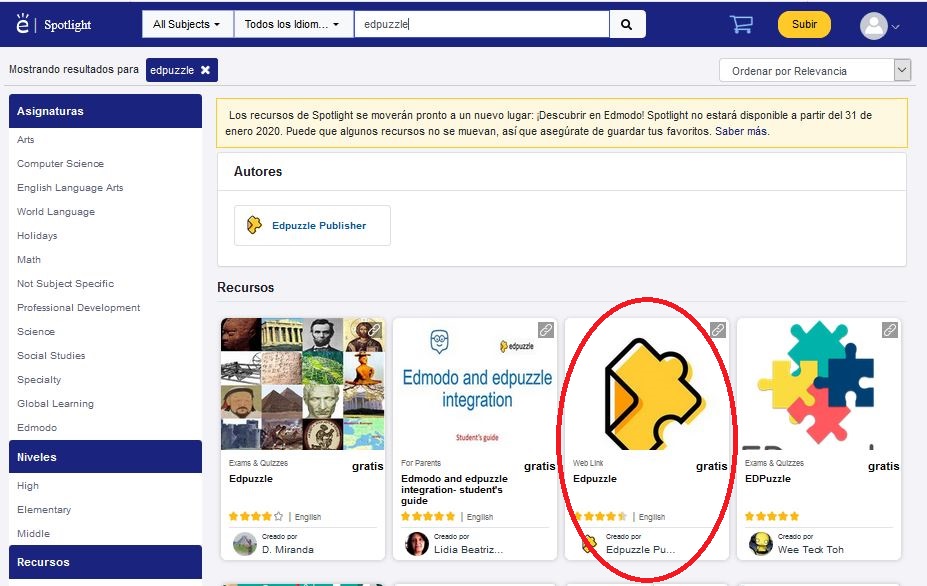 é | Spotlight
All Subjects
Todos los Idiom...
edpuzzle
Subir
Mostrando resultados para
edpuzzle ✖
Ordenar por Relevancia
Asignaturas
Arts
Computer Science
English Language Arts
World Language
Holidays
Math
Not Subject Specific
Professional Development
Science
Social Studies
Specialty
Global Learning
Edmodo
Niveles
High
Elementary
Middle
Recursos
Los recursos de Spotlight se moverán pronto a un nuevo lugar: ¡Descubrir en Edmodo! Spotlight no estará disponible a partir del 31 de
enero 2020. Puede que algunos recursos no se muevan, así que asegúrate de guardar tus favoritos. Saber más.
Autores
Edpuzzle Publisher
Recursos
Exams & Quizzes
gratis
Edpuzzle
| English
Creado por
D. Miranda
edpuzzle
Edmodo and edpuzzle
integration
Student's guide
For Parents
gratis
Edmodo and edpuzzle
integration- student's
guide
| English
Creado por
Lidia Beatriz...
Web Link
gratis
Edpuzzle
| English
Creado por
Edpuzzle Pu...
Exams & Quizzes
gratis
EDPuzzle
Creado por
Wee Teck Toh